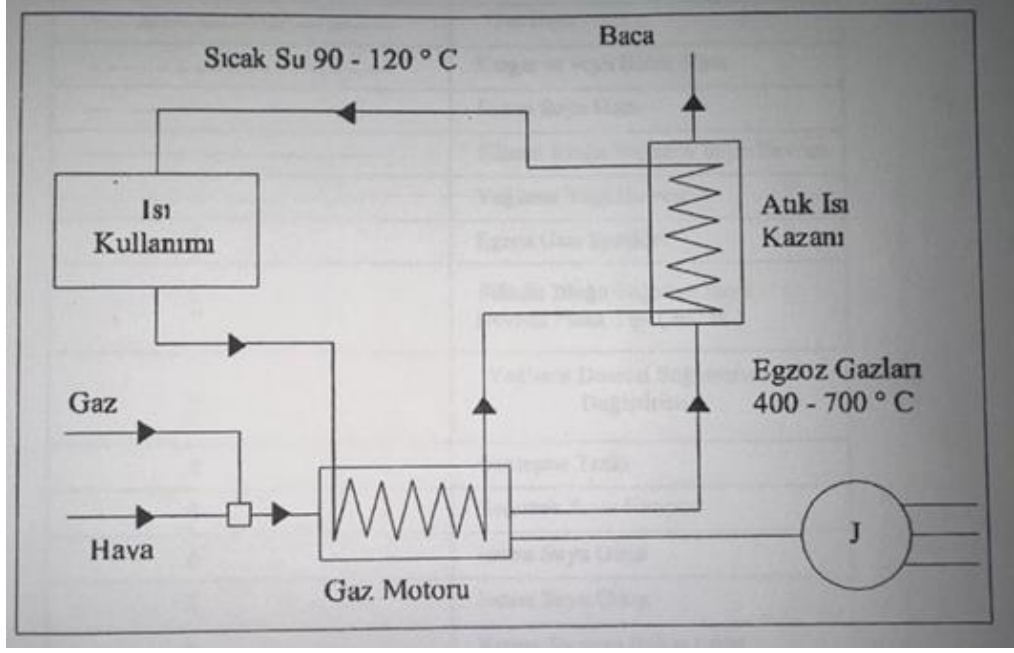 Baca
Sıcak Su 90 - 120 ° C
Isı
Kullanımı
Atık Isı
Kazanı
Egzoz Gazları
400 - 700 ° C
Gaz
Hava
J
Gaz Motoru